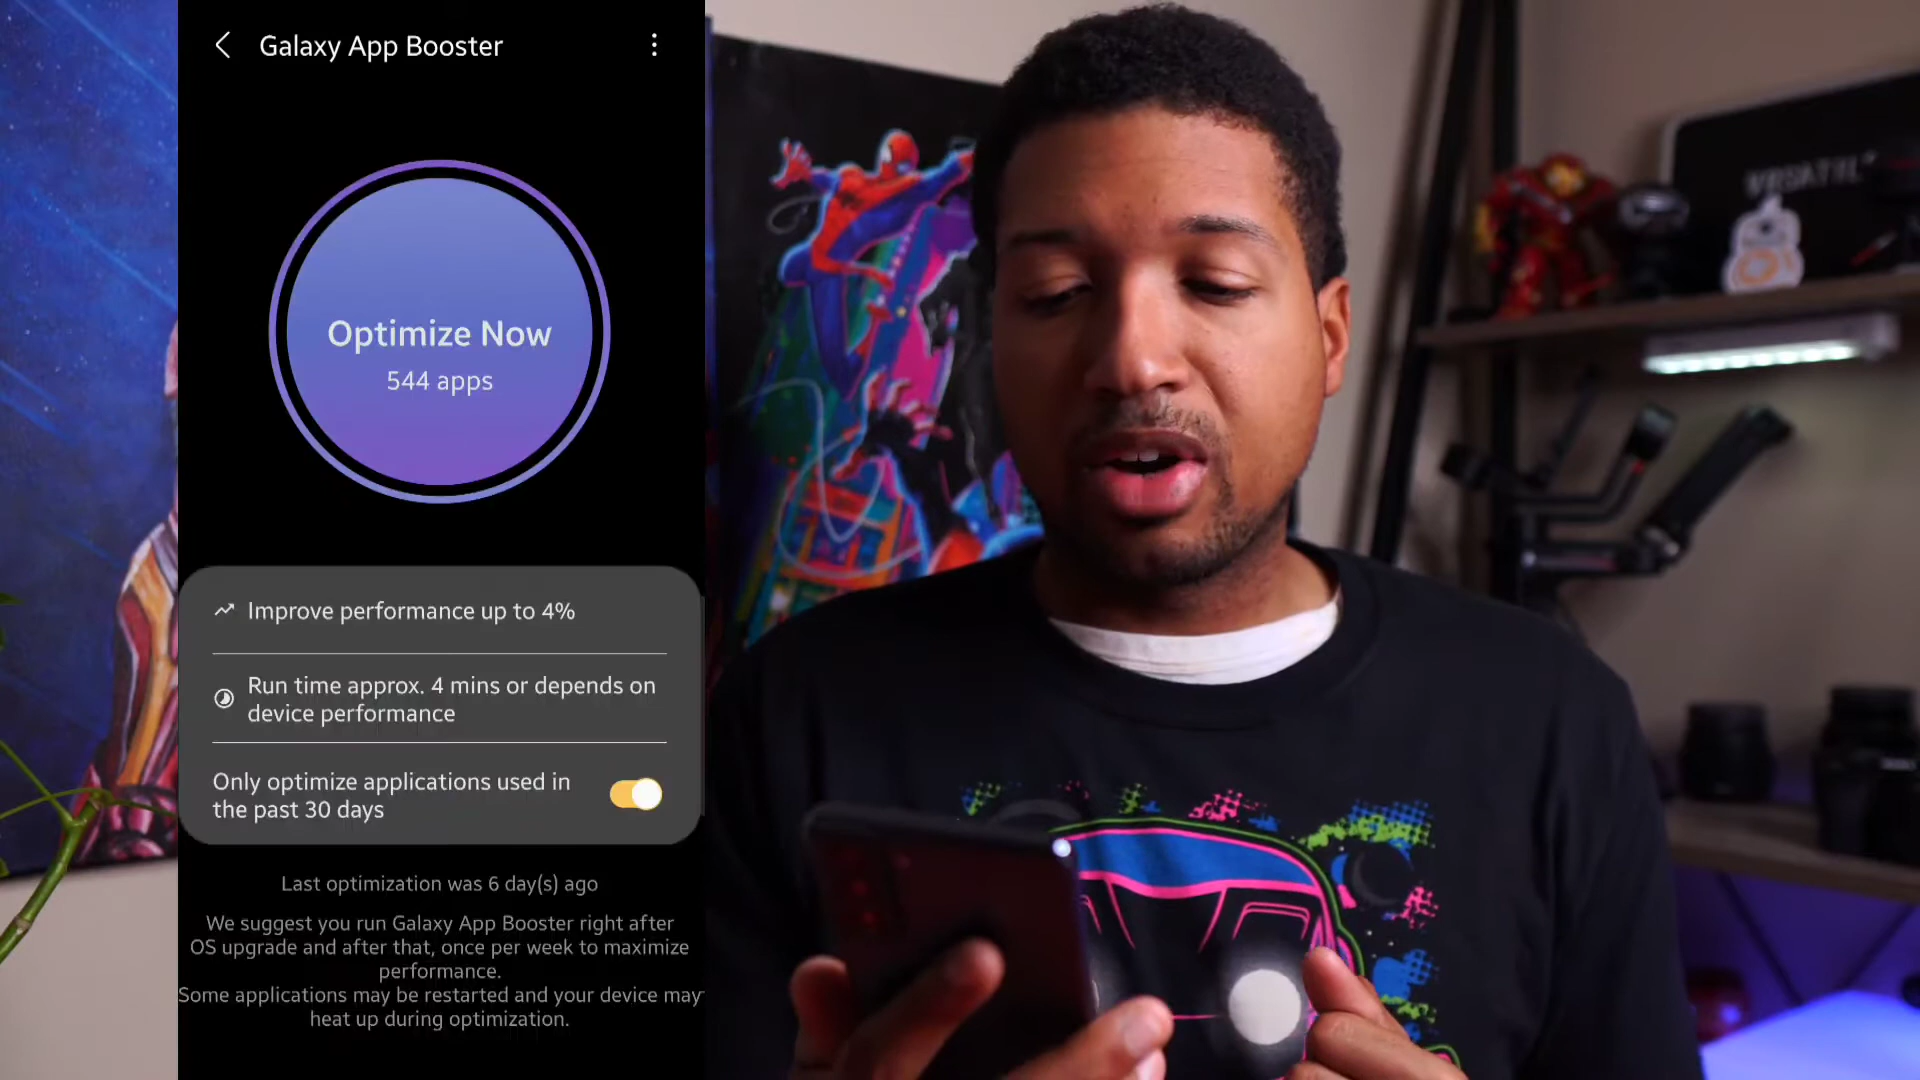 Galaxy App Booster
Optimize Now
544 apps
Improve performance up to 4%
Run time approx. 4 mins or depends on
device performance
Only optimize applications used in
the past 30 days
Last optimization was 6 day(s) ago
We suggest you run Galaxy App Booster right after
OS upgrade and after that, once per week to maximize
performance.
Some applications may be restarted and your device may
heat up during optimization.